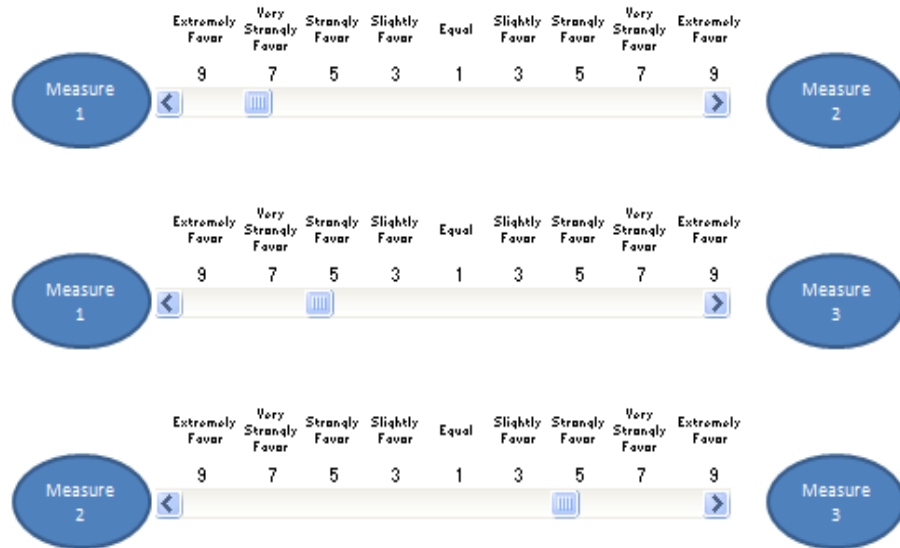 Extremely Favor Very Strongly Favor Strongly Favor Slightly Favor Equal Slightly Favor Strongly Favor Very Strongly Favor Extremely Favor
9 7 5 3 1 3 5 7 9
Measure 1
Measure 2
Extremely Favor Very Strongly Favor Strongly Favor Slightly Favor Equal Slightly Favor Strongly Favor Very Strongly Favor Extremely Favor
9 7 5 3 1 3 5 7 9
Measure 1
Measure 3
Extremely Favor Very Strongly Favor Strongly Favor Slightly Favor Equal Slightly Favor Strongly Favor Very Strongly Favor Extremely Favor
9 7 5 3 1 3 5 7 9
Measure 2
Measure 3